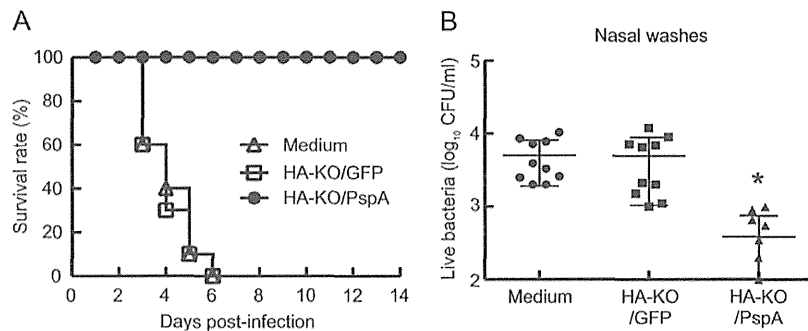 A
Survival rate (%)
100
80
60
40
20
0
0 2 4 6 8 10 12 14
Days post-infection
Medium
HA-KO/GFP
HA-KO/PspA
B
Nasal washes
Live bacteria (log10 CFU/ml)
5
4
3
2
*
Medium
HA-KO
/GFP
HA-KO
/PspA